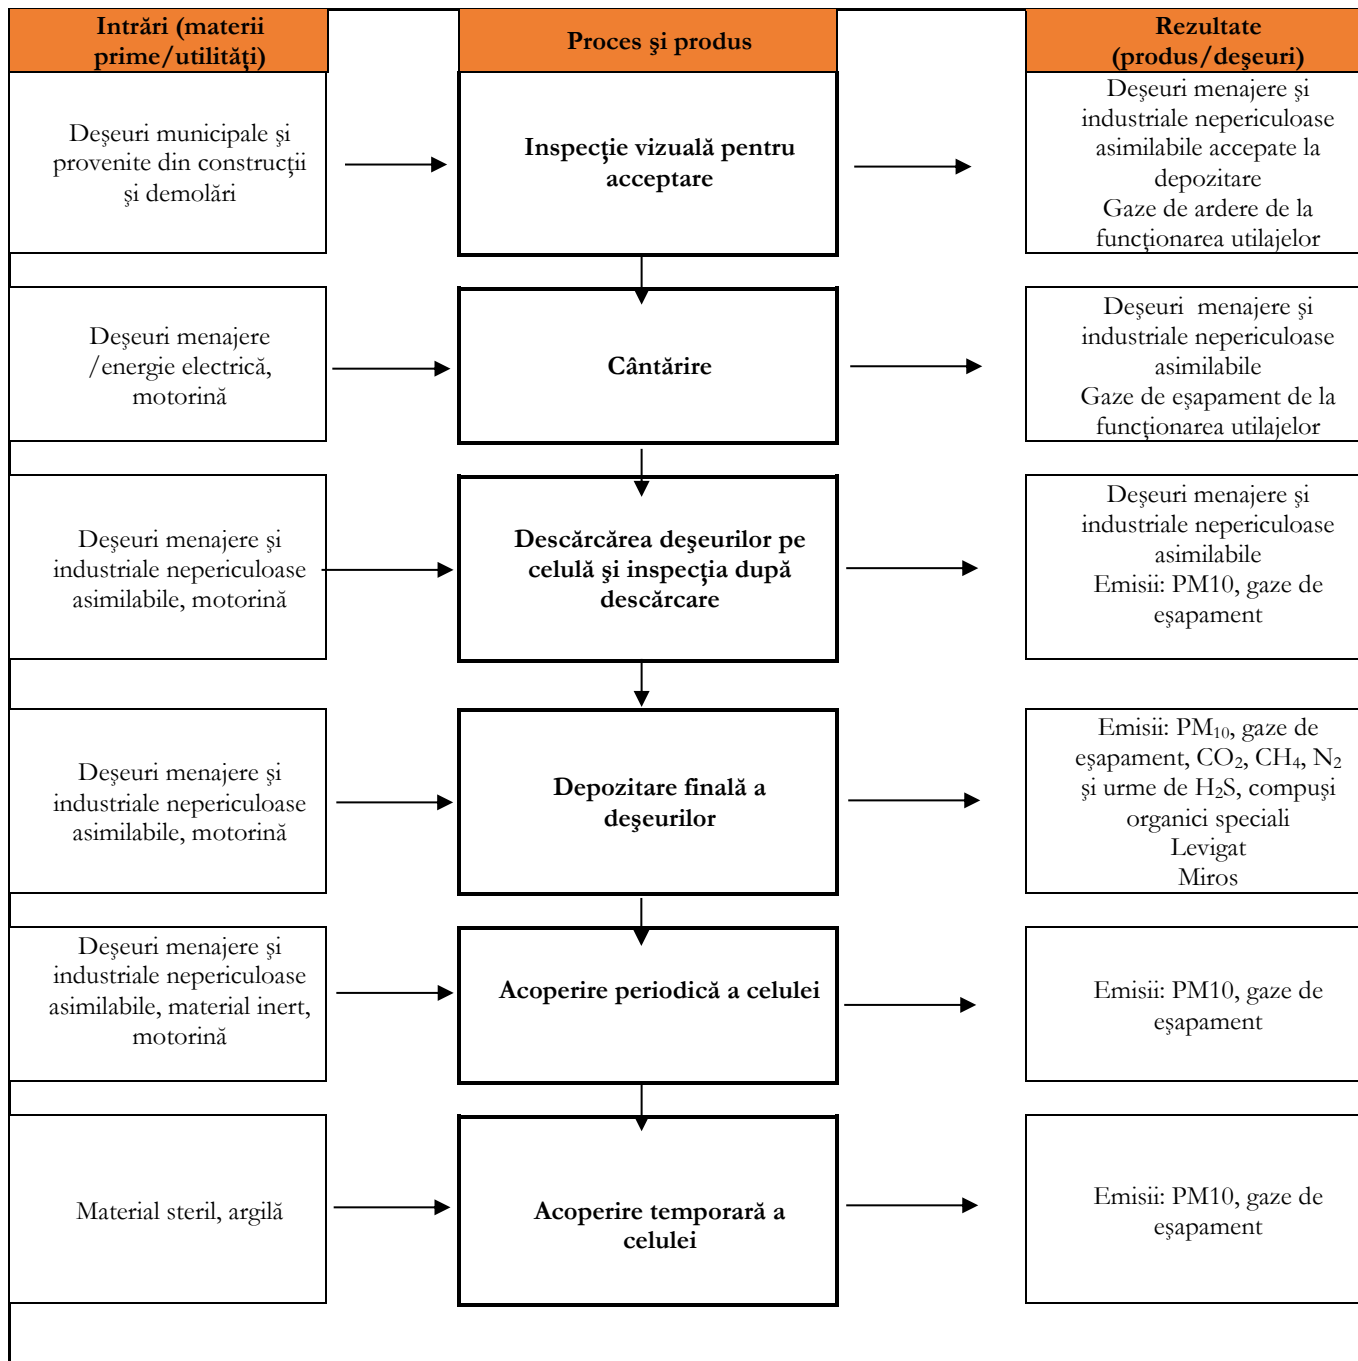 Intrări (materii
prime/utilităţi)
Proces şi produs
Rezultate
(produs/deşeuri)
Deşeuri municipale şi
provenite din construcţii
şi demolări
Inspecţie vizuală pentru
acceptare
Deşeuri menajere şi
industriale nepericuloase
asimilabile accepate la
depozitare
Gaze de ardere de la
funcţionarea utilajelor
Deşeuri menajere
/energie electrică,
motorină
Cântărire
Deşeuri menajere şi
industriale nepericuloase
asimilabile
Gaze de eşapament de la
funcţionarea utilajelor
Deşeuri menajere şi
industriale nepericuloase
asimilabile, motorină
Descărcărea deşeurilor pe
celulă şi inspecţia după
descărcare
Deşeuri menajere şi
industriale nepericuloase
asimilabile
Emisii: PM10, gaze de
eşapament
Deşeuri menajere şi
industriale nepericuloase
asimilabile, motorină
Depozitare finală a
deşeurilor
Emisii: PM₁₀, gaze de
eşapament, CO₂, CH₄, N₂
şi urme de H₂S, compuşi
organici speciali
Levigat
Miros
Deşeuri menajere şi
industriale nepericuloase
asimilabile, material inert,
motorină
Acoperire periodică a celulei
Emisii: PM10, gaze de
eşapament
Material steril, argilă
Acoperire temporară a
celulei
Emisii: PM10, gaze de
eşapament